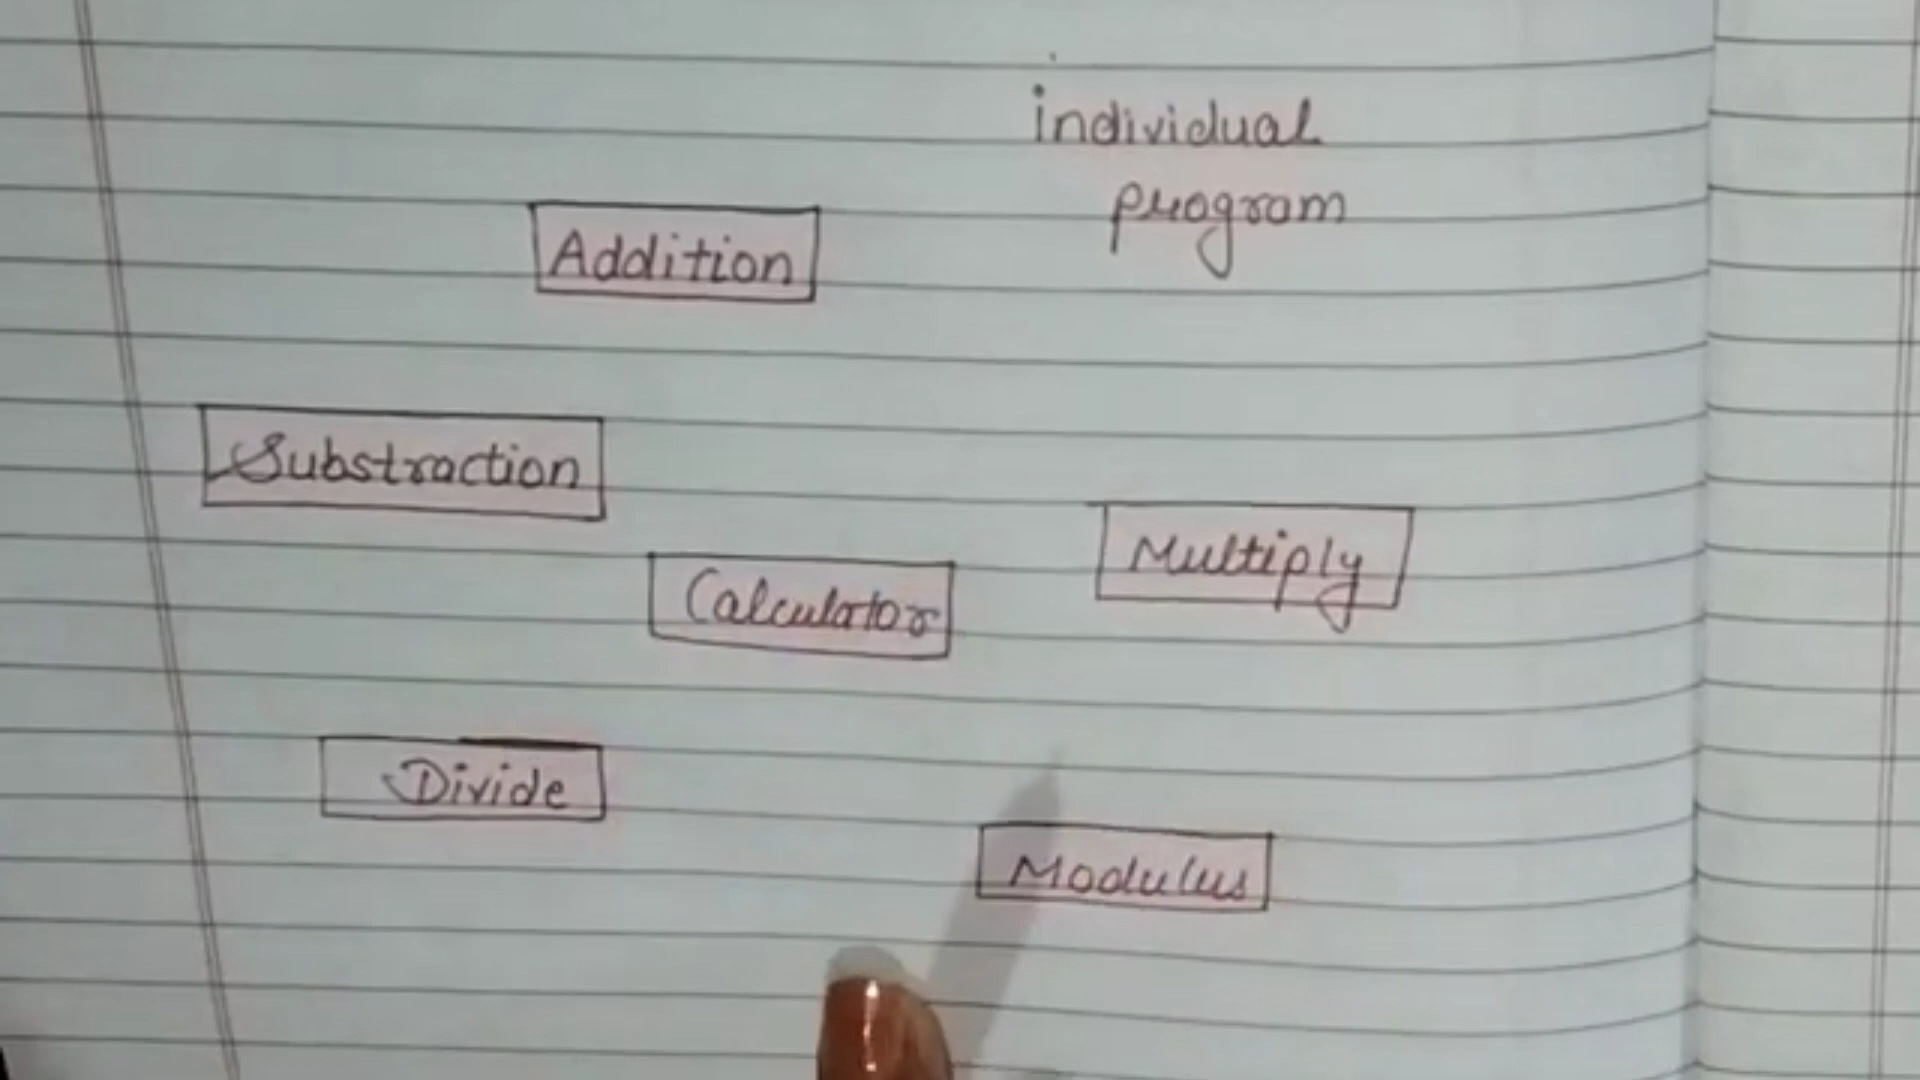 individual
program
Addition
Substraction
Multiply
Calculator
Divide
Modulus